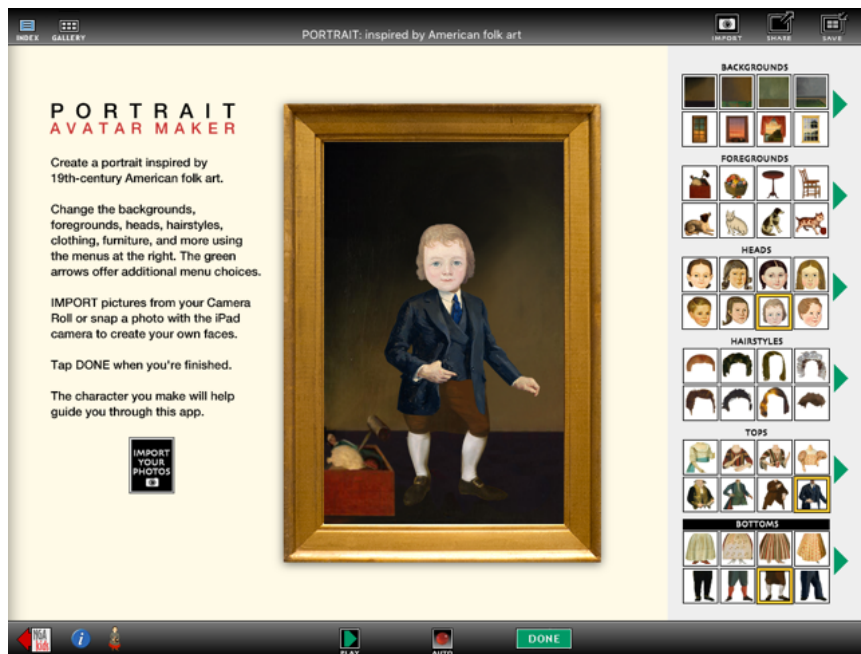 INDEX
GALLERY
PORTRAIT: inspired by American folk art
IMPORT
SHARE
SAVE
PORTRAIT
AVATAR MAKER
Create a portrait inspired by
19th-century American folk art.
Change the backgrounds,
foregrounds, heads, hairstyles,
clothing, furniture, and more using
the menus at the right. The green
arrows offer additional menu choices.
IMPORT pictures from your Camera
Roll or snap a photo with the iPad
camera to create your own faces.
Tap DONE when you're finished.
The character you make will help
guide you through this app.
IMPORT
YOUR
PHOTOS
BACKGROUNDS
FOREGROUNDS
HEADS
HAIRSTYLES
TOPS
BOTTOMS
NGA
kids
i
PLAY
AUTO
DONE